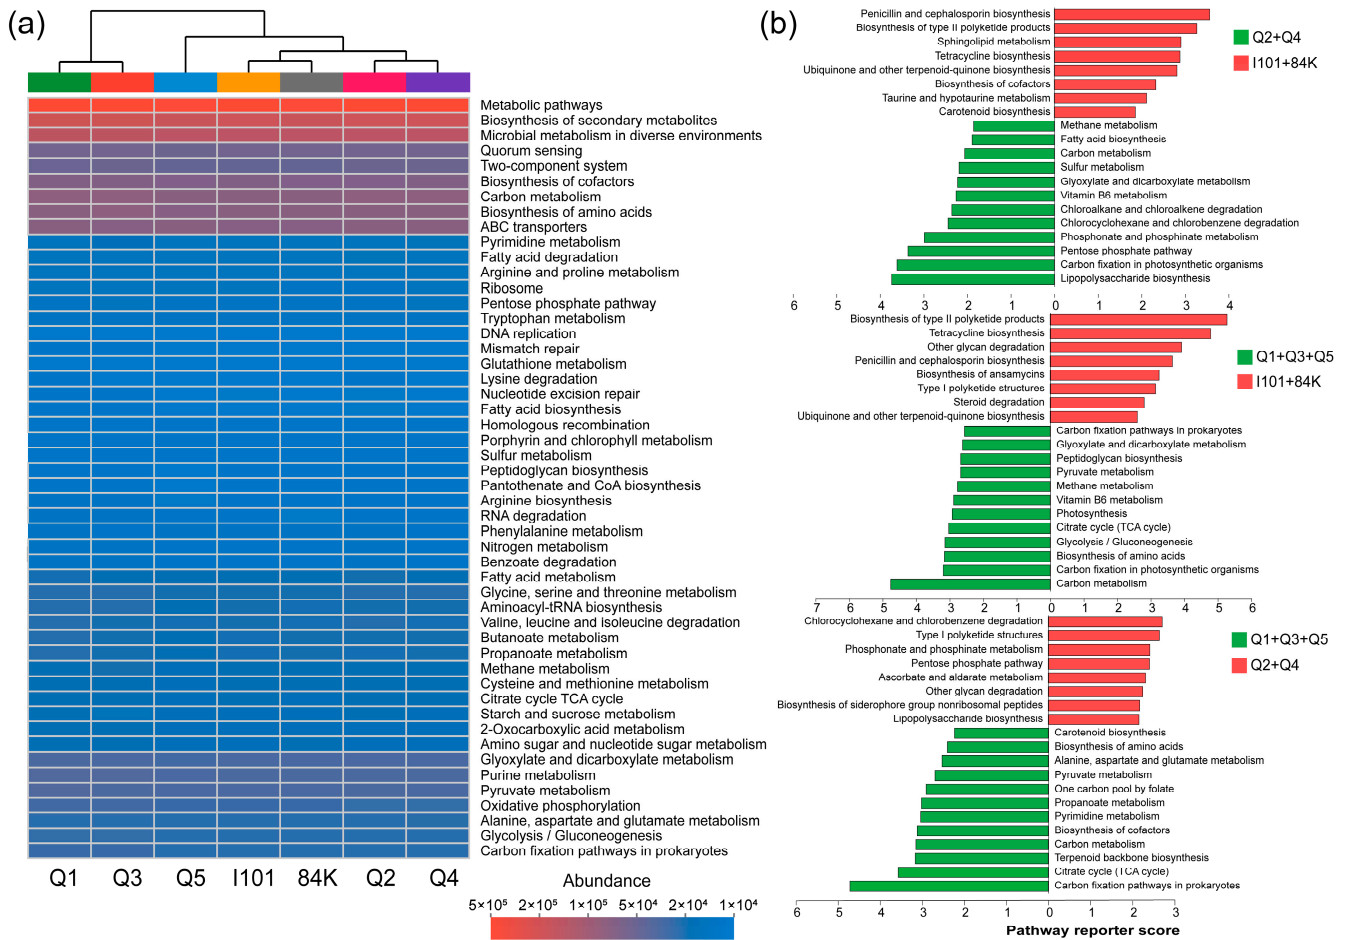 (a)
Metabolic pathways
Biosynthesis of secondary metabolites
Microbial metabolism in diverse environments
Quorum sensing
Two-component system
Biosynthesis of cofactors
Carbon metabolism
Biosynthesis of amino acids
ABC transporters
Pyrimidine metabolism
Fatty acid degradation
Arginine and proline metabolism
Ribosome
Pentose phosphate pathway
Tryptophan metabolism
DNA replication
Mismatch repair
Glutathione metabolism
Lysine degradation
Nucleotide excision repair
Fatty acid biosynthesis
Homologous recombination
Porphyrin and chlorophyll metabolism
Sulfur metabolism
Peptidoglycan biosynthesis
Pantothenate and CoA biosynthesis
Arginine biosynthesis
RNA degradation
Phenylalanine metabolism
Nitrogen metabolism
Benzoate degradation
Fatty acid metabolism
Glycine, serine and threonine metabolism
Aminoacyl-tRNA biosynthesis
Valine, leucine and isoleucine degradation
Butanoate metabolism
Propanoate metabolism
Methane metabolism
Cysteine and methionine metabolism
Citrate cycle TCA cycle
Starch and sucrose metabolism
2-Oxocarboxylic acid metabolism
Amino sugar and nucleotide sugar metabolism
Glyoxylate and dicarboxylate metabolism
Purine metabolism
Pyruvate metabolism
Oxidative phosphorylation
Alanine, aspartate and glutamate metabolism
Glycolysis / Gluconeogenesis
Carbon fixation pathways in prokaryotes
Q1 Q3 Q5 I101 84K Q2 Q4
Abundance
5×10⁵ 2×10⁵ 1×10⁵ 5×10⁴ 2×10⁴ 1×10⁴
(b)
Penicillin and cephalosporin biosynthesis
Biosynthesis of type II polyketide products
Sphingolipid metabolism
Tetracycline biosynthesis
Ubiquinone and other terpenoid-quinone biosynthesis
Biosynthesis of cofactors
Taurine and hypotaurine metabolism
Carotenoid biosynthesis
Methane metabolism
Fatty acid biosynthesis
Carbon metabolism
Sulfur metabolism
Glyoxylate and dicarboxylate metabolism
Vitamin B6 metabolism
Chloroalkane and chloroalkene degradation
Chlorocyclohexane and chlorobenzene degradation
Phosphonate and phosphinate metabolism
Pentose phosphate pathway
Carbon fixation in photosynthetic organisms
Lipopolysaccharide biosynthesis
6 5 4 3 2 1 0 1 2 3 4
Q2+Q4
I101+84K
Biosynthesis of type II polyketide products
Tetracycline biosynthesis
Other glycan degradation
Penicillin and cephalosporin biosynthesis
Biosynthesis of ansamycins
Type I polyketide structures
Steroid degradation
Ubiquinone and other terpenoid-quinone biosynthesis
Carbon fixation pathways in prokaryotes
Glyoxylate and dicarboxylate metabolism
Peptidoglycan biosynthesis
Pyruvate metabolism
Methane metabolism
Vitamin B6 metabolism
Photosynthesis
Citrate cycle (TCA cycle)
Glycolysis / Gluconeogenesis
Biosynthesis of amino acids
Carbon fixation in photosynthetic organisms
Carbon metabolism
7 6 5 4 3 2 1 0 1 2 3 4 5 6
Q1+Q3+Q5
I101+84K
Chlorocyclohexane and chlorobenzene degradation
Type I polyketide structures
Phosphonate and phosphinate metabolism
Pentose phosphate pathway
Ascorbate and aldarate metabolism
Other glycan degradation
Biosynthesis of siderophore group nonribosomal peptides
Lipopolysaccharide biosynthesis
Carotenoid biosynthesis
Biosynthesis of amino acids
Alanine, aspartate and glutamate metabolism
Pyruvate metabolism
One carbon pool by folate
Propanoate metabolism
Pyrimidine metabolism
Biosynthesis of cofactors
Carbon metabolism
Terpenoid backbone biosynthesis
Citrate cycle (TCA cycle)
Carbon fixation pathways in prokaryotes
6 5 4 3 2 1 0 1 2 3
Q1+Q3+Q5
Q2+Q4
Pathway reporter score